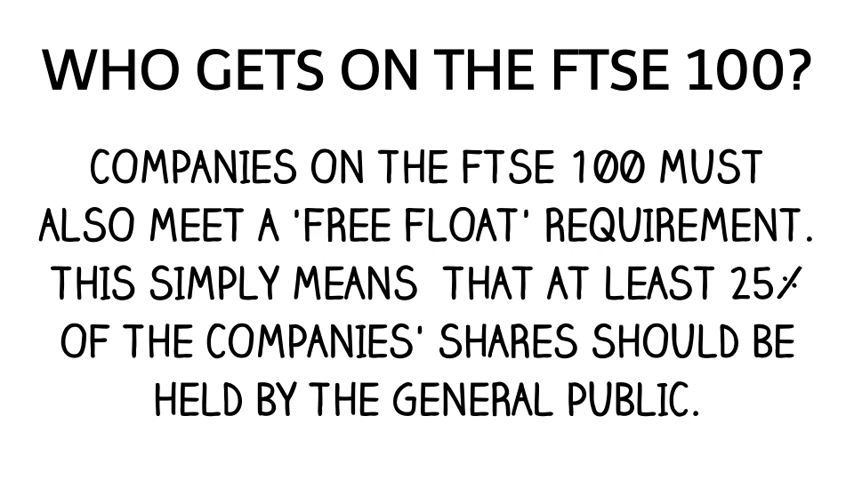 WHO GETS ON THE FTSE 100?
COMPANIES ON THE FTSE 100 MUST
ALSO MEET A 'FREE FLOAT' REQUIREMENT.
THIS SIMPLY MEANS  THAT AT LEAST 25%
OF THE COMPANIES' SHARES SHOULD BE
HELD BY THE GENERAL PUBLIC.